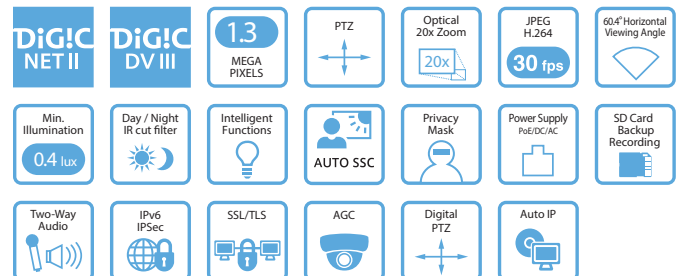 DiG!C
NET II
DiG!C
DV III
1.3
MEGA
PIXELS
PTZ
Optical
20x Zoom
20x
JPEG
H.264
30 fps
60.4° Horizontal
Viewing Angle
Min.
Illumination
0.4 lux
Day / Night
IR cut filter
Intelligent
Functions
AUTO SSC
Privacy
Mask
Power Supply
PoE/DC/AC
SD Card
Backup
Recording
Two-Way
Audio
IPv6
IPSec
SSL/TLS
AGC
Digital
PTZ
Auto IP